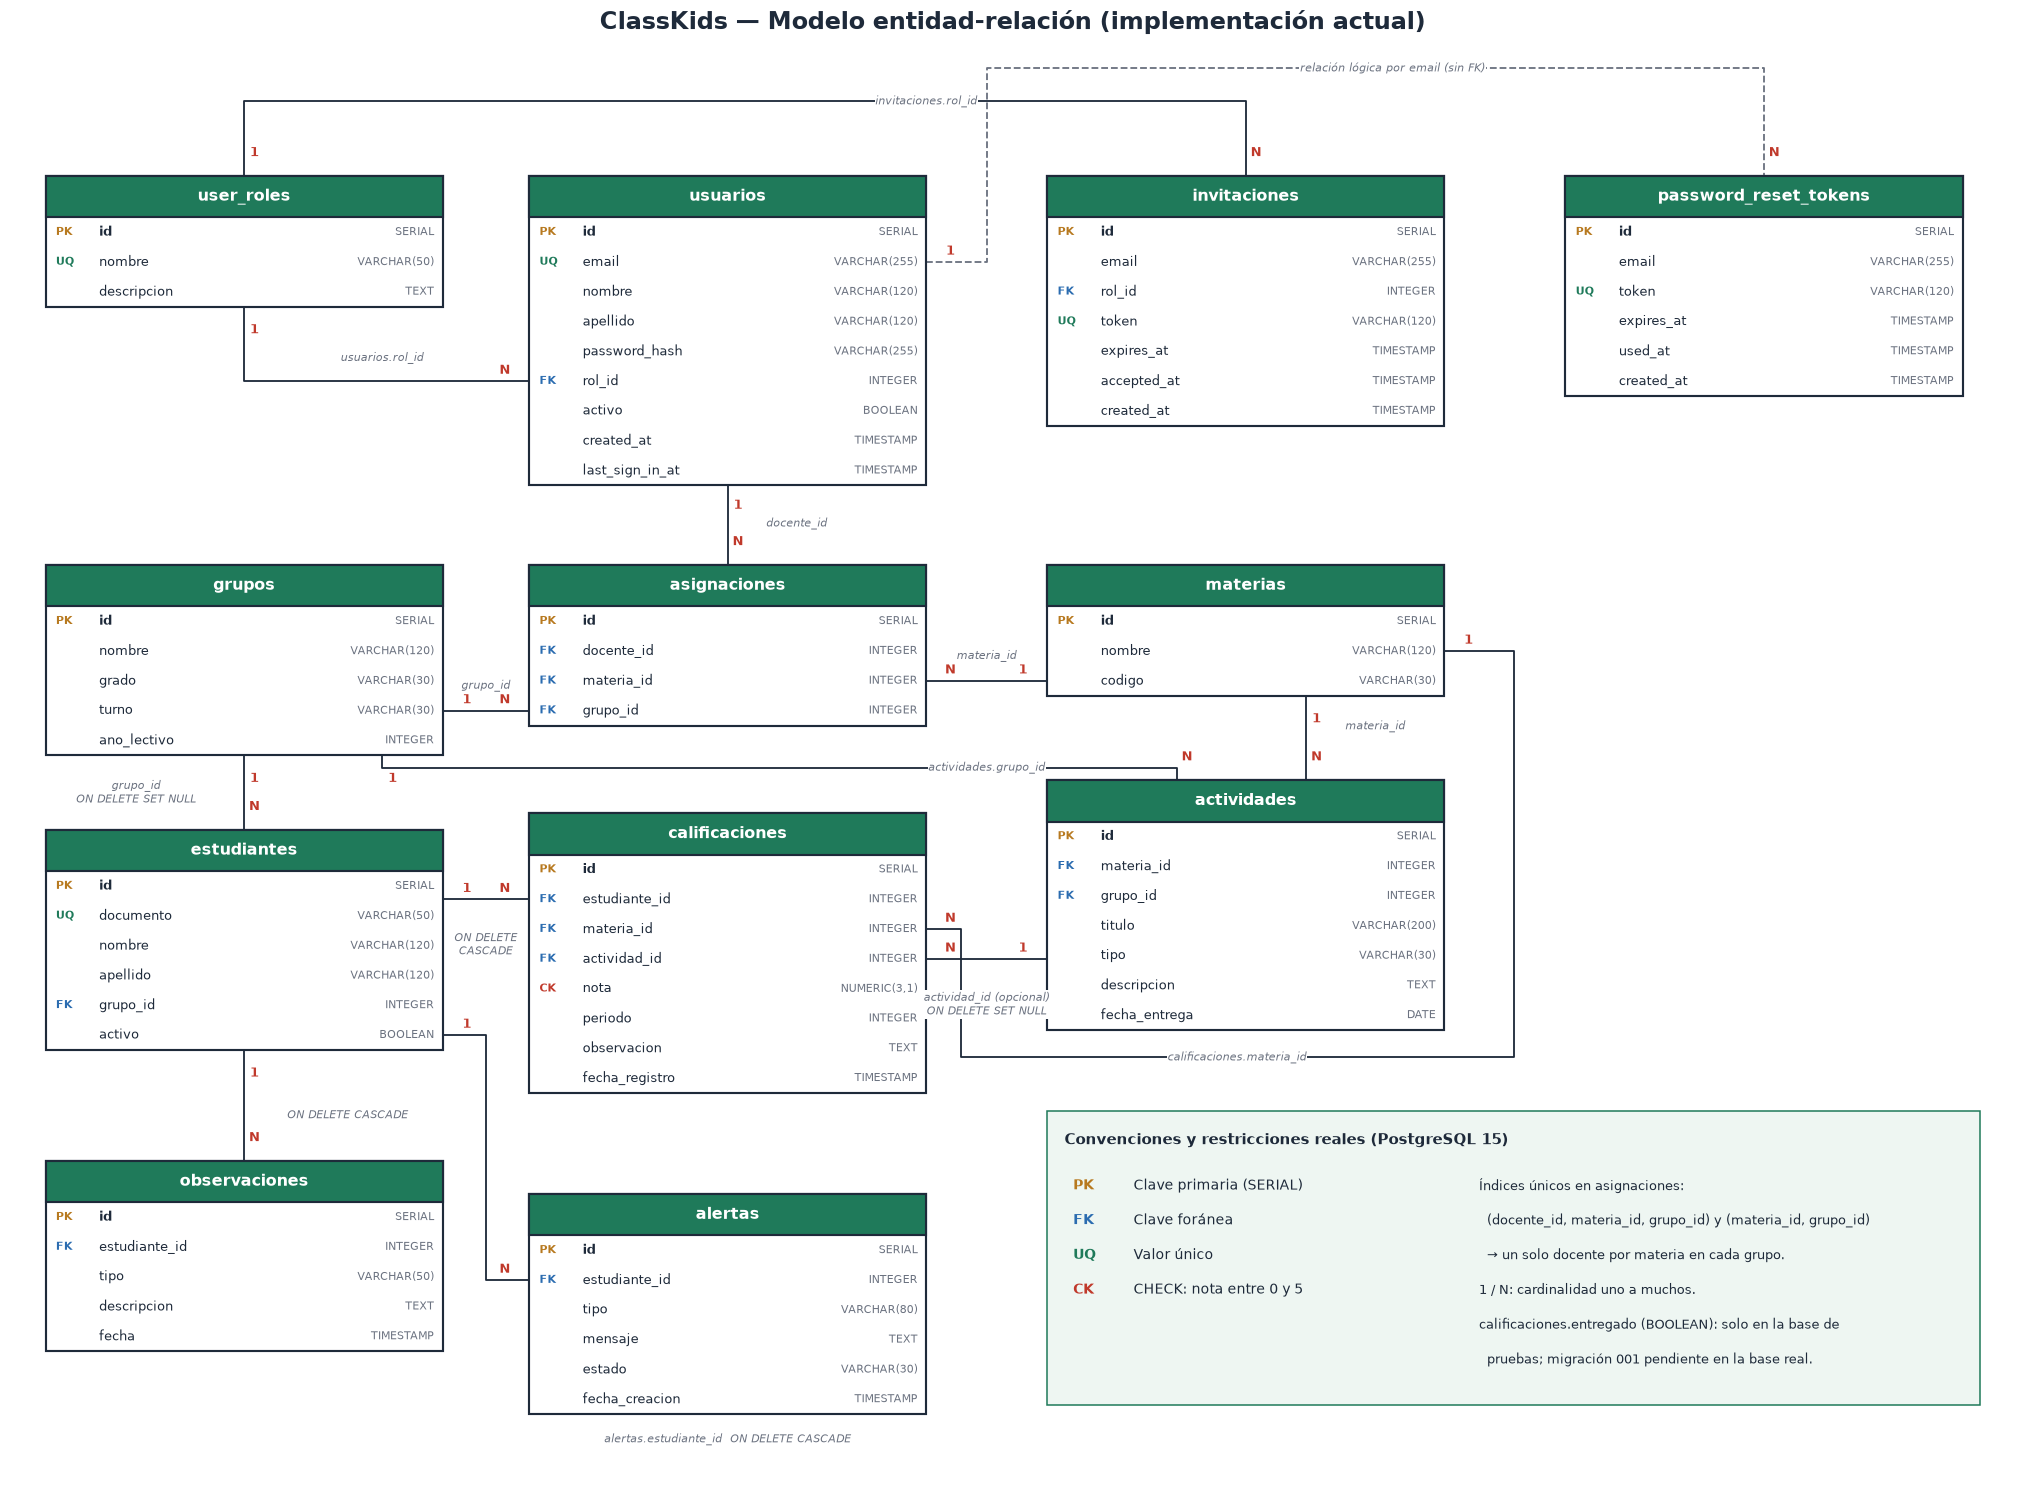 ClassKids — Modelo entidad-relación (implementación actual)
relación lógica por email (sin FK)
invitaciones.rol_id
1
N
N
user_roles
PK id SERIAL
UQ nombre VARCHAR(50)
descripcion TEXT
1
usuarios.rol_id
N
usuarios
PK id SERIAL
UQ email VARCHAR(255)
nombre VARCHAR(120)
apellido VARCHAR(120)
password_hash VARCHAR(255)
FK rol_id INTEGER
activo BOOLEAN
created_at TIMESTAMP
last_sign_in_at TIMESTAMP
1
invitaciones
PK id SERIAL
email VARCHAR(255)
FK rol_id INTEGER
UQ token VARCHAR(120)
expires_at TIMESTAMP
accepted_at TIMESTAMP
created_at TIMESTAMP
password_reset_tokens
PK id SERIAL
email VARCHAR(255)
UQ token VARCHAR(120)
expires_at TIMESTAMP
used_at TIMESTAMP
created_at TIMESTAMP
1
docente_id
N
grupos
PK id SERIAL
nombre VARCHAR(120)
grado VARCHAR(30)
turno VARCHAR(30)
ano_lectivo INTEGER
grupo_id
1 N
asignaciones
PK id SERIAL
FK docente_id INTEGER
FK materia_id INTEGER
FK grupo_id INTEGER
materia_id
N 1
materias
PK id SERIAL
nombre VARCHAR(120)
codigo VARCHAR(30)
1
1
materia_id
N
N
actividades.grupo_id
1
1
grupo_id
ON DELETE SET NULL
N
estudiantes
PK id SERIAL
UQ documento VARCHAR(50)
nombre VARCHAR(120)
apellido VARCHAR(120)
FK grupo_id INTEGER
activo BOOLEAN
1 N
ON DELETE
CASCADE
1
calificaciones
PK id SERIAL
FK estudiante_id INTEGER
FK materia_id INTEGER
FK actividad_id INTEGER
CK nota NUMERIC(3,1)
periodo INTEGER
observacion TEXT
fecha_registro TIMESTAMP
N
N 1
actividad_id (opcional)
ON DELETE SET NULL
actividades
PK id SERIAL
FK materia_id INTEGER
FK grupo_id INTEGER
titulo VARCHAR(200)
tipo VARCHAR(30)
descripcion TEXT
fecha_entrega DATE
calificaciones.materia_id
1
ON DELETE CASCADE
N
observaciones
PK id SERIAL
FK estudiante_id INTEGER
tipo VARCHAR(50)
descripcion TEXT
fecha TIMESTAMP
N
alertas
PK id SERIAL
FK estudiante_id INTEGER
tipo VARCHAR(80)
mensaje TEXT
estado VARCHAR(30)
fecha_creacion TIMESTAMP
alertas.estudiante_id ON DELETE CASCADE
Convenciones y restricciones reales (PostgreSQL 15)
PK Clave primaria (SERIAL)
FK Clave foránea
UQ Valor único
CK CHECK: nota entre 0 y 5
Índices únicos en asignaciones:
(docente_id, materia_id, grupo_id) y (materia_id, grupo_id)
→ un solo docente por materia en cada grupo.
1 / N: cardinalidad uno a muchos.
calificaciones.entregado (BOOLEAN): solo en la base de
pruebas; migración 001 pendiente en la base real.